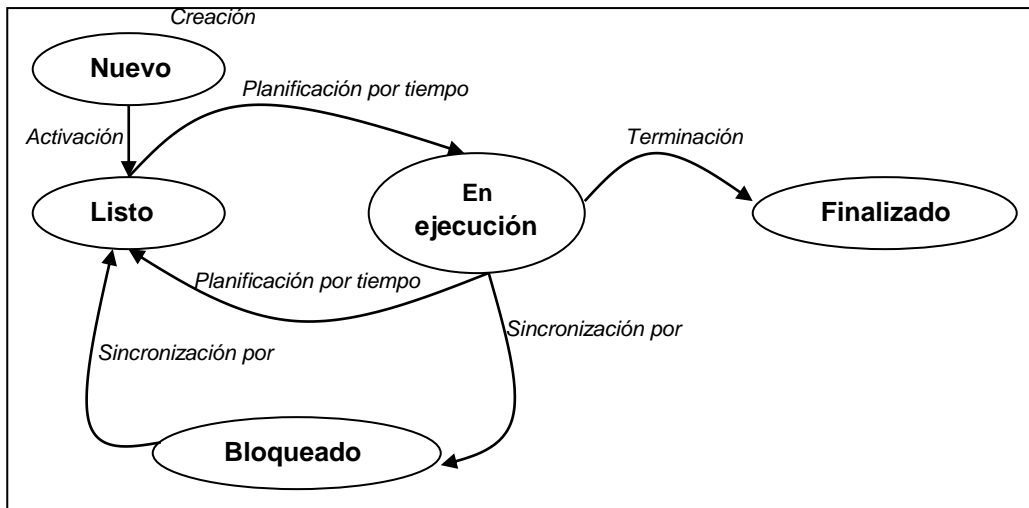 Creación
Nuevo
Planificación por tiempo
Activación
Terminación
Listo
En
ejecución
Finalizado
Planificación por tiempo
Sincronización por
Sincronización por
Bloqueado